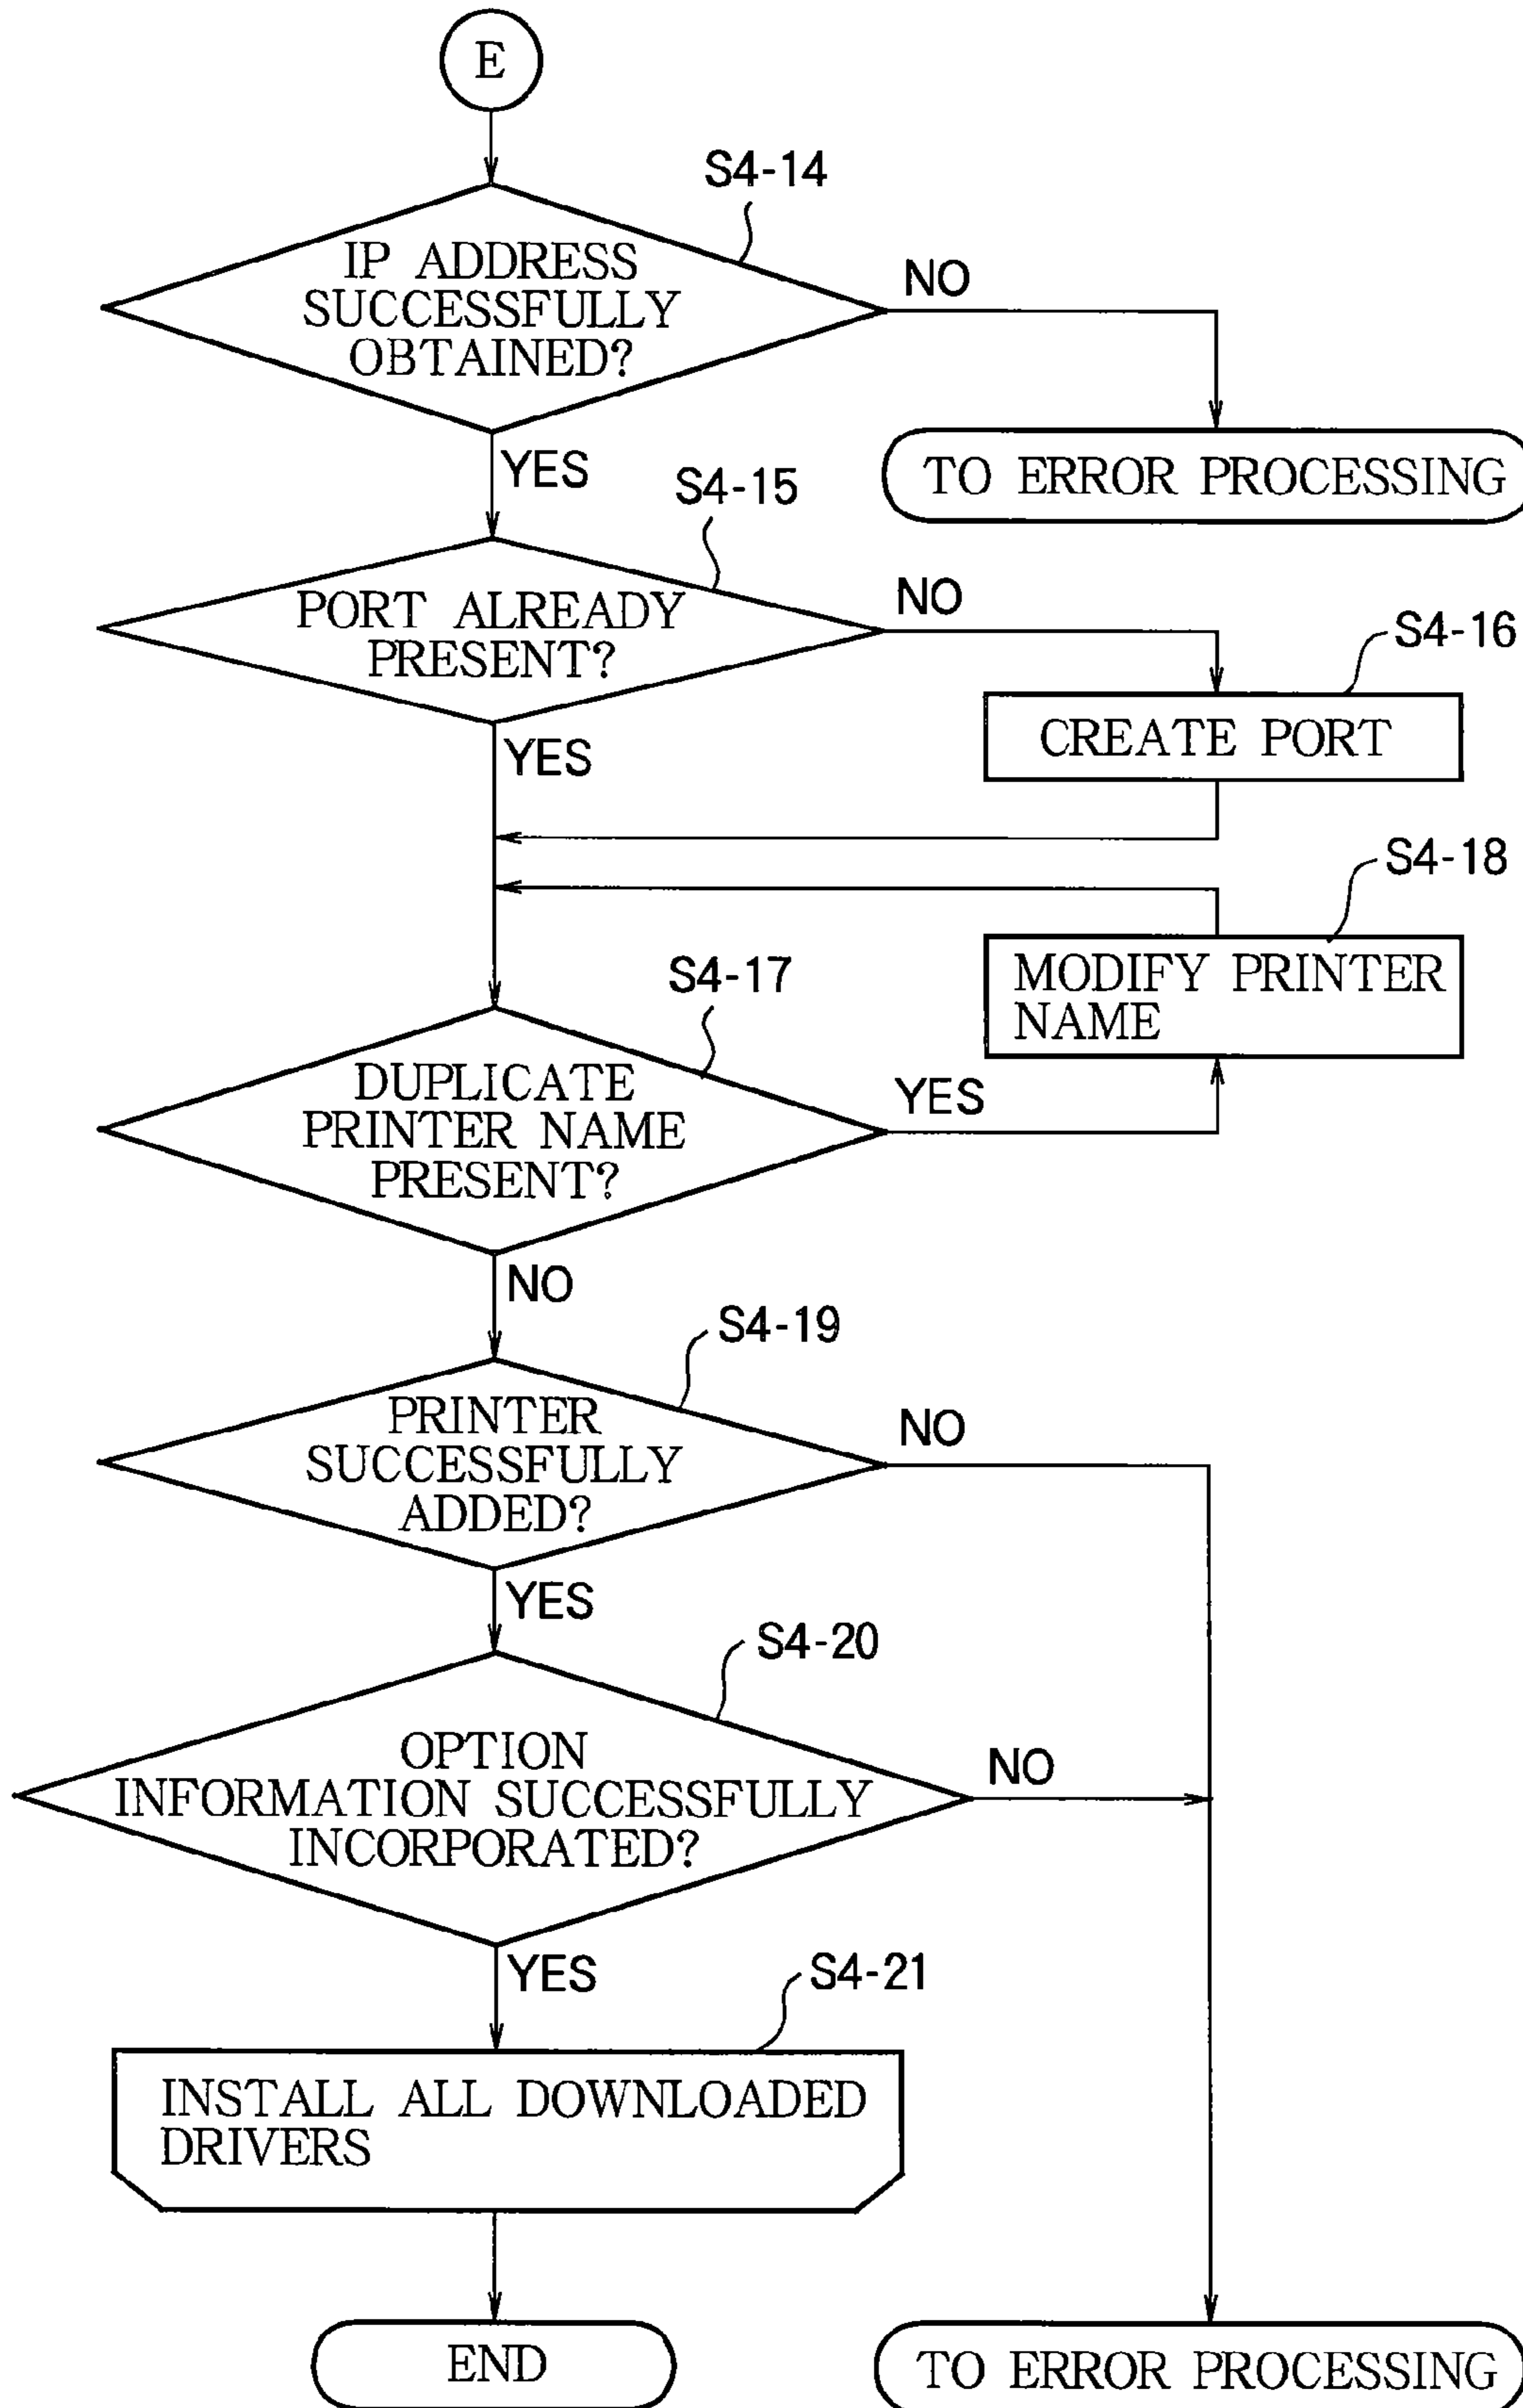 E
S4-14
IP ADDRESS
SUCCESSFULLY
OBTAINED?
NO
TO ERROR PROCESSING
YES
S4-15
PORT ALREADY
PRESENT?
NO
S4-16
CREATE PORT
YES
S4-18
MODIFY PRINTER
NAME
S4-17
DUPLICATE
PRINTER NAME
PRESENT?
YES
NO
S4-19
PRINTER
SUCCESSFULLY
ADDED?
NO
YES
S4-20
OPTION
INFORMATION SUCCESSFULLY
INCORPORATED?
NO
YES
S4-21
INSTALL ALL DOWNLOADED
DRIVERS
END
TO ERROR PROCESSING